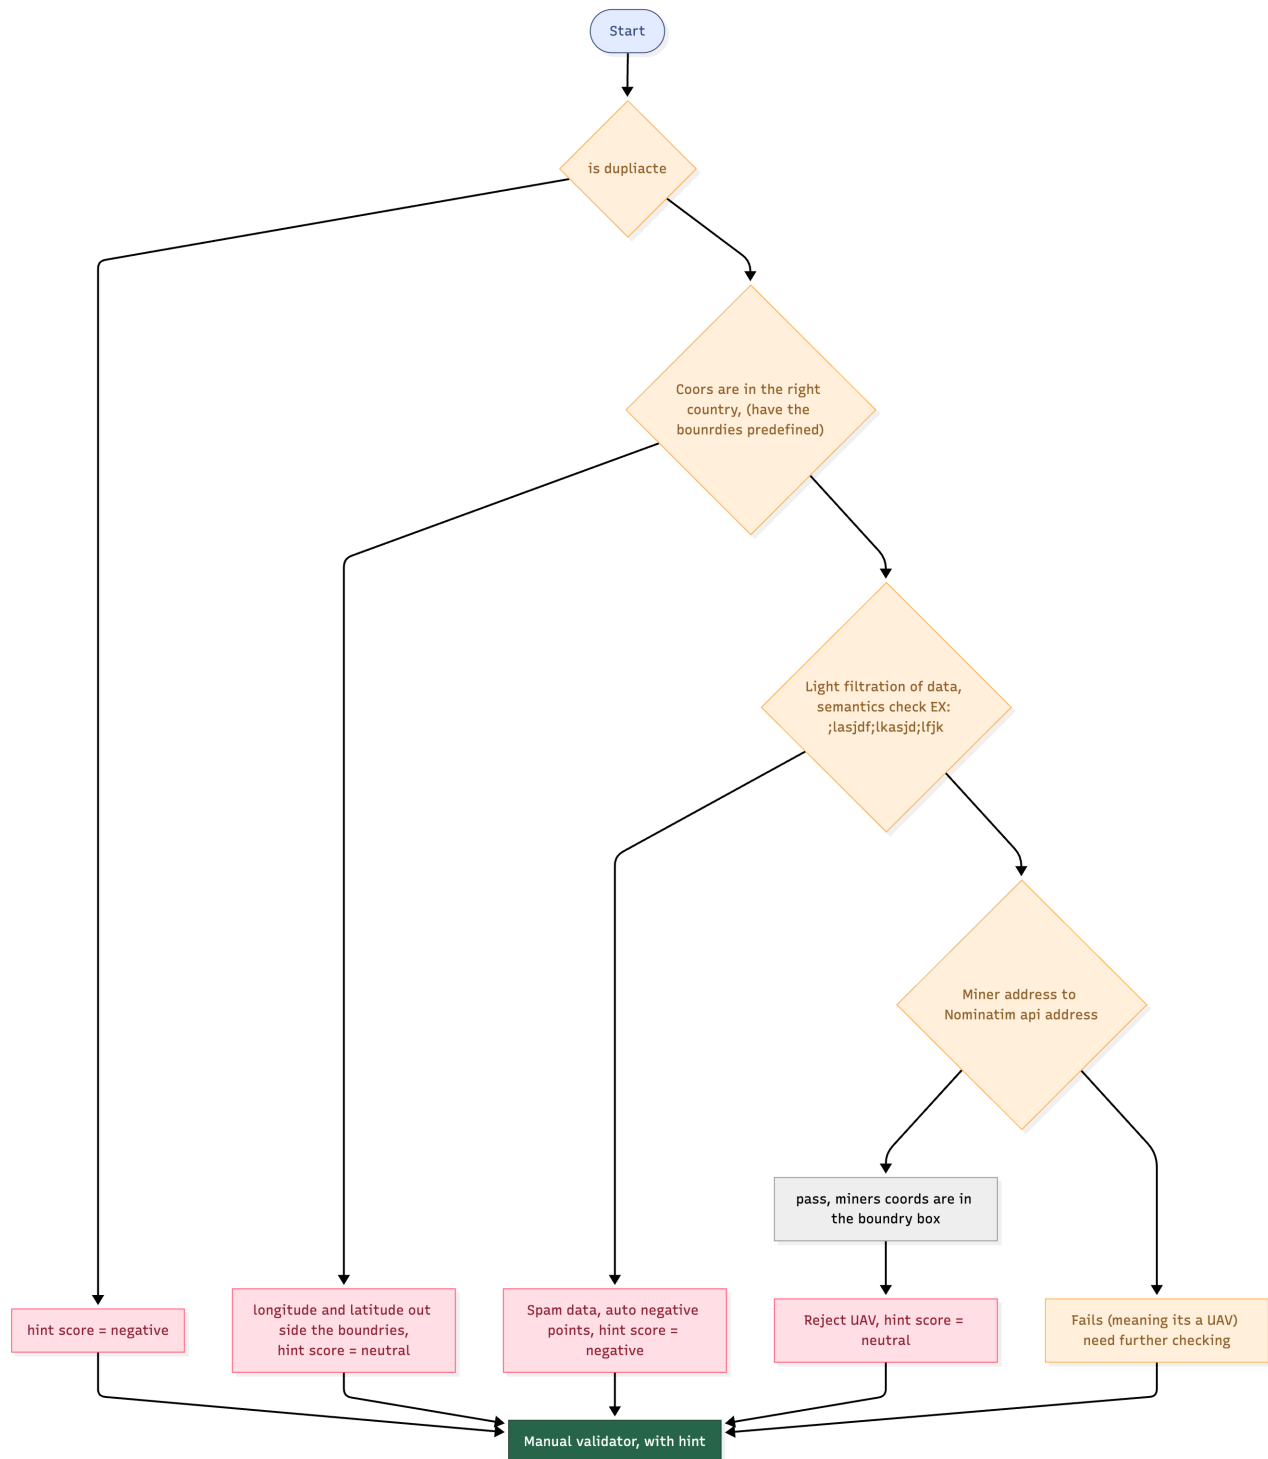 Start
is dupliacte
Coors are in the right
country, (have the
bounrdies predefined)
Light filtration of data,
semantics check EX:
;lasjdf;lkasjd;lfjk
Miner address to
Nominatim api address
pass, miners coords are in
the boundry box
hint score = negative
longitude and latitude out
side the boundries,
hint score = neutral
Spam data, auto negative
points, hint score =
negative
Reject UAV, hint score =
neutral
Fails (meaning its a UAV)
need further checking
Manual validator, with hint